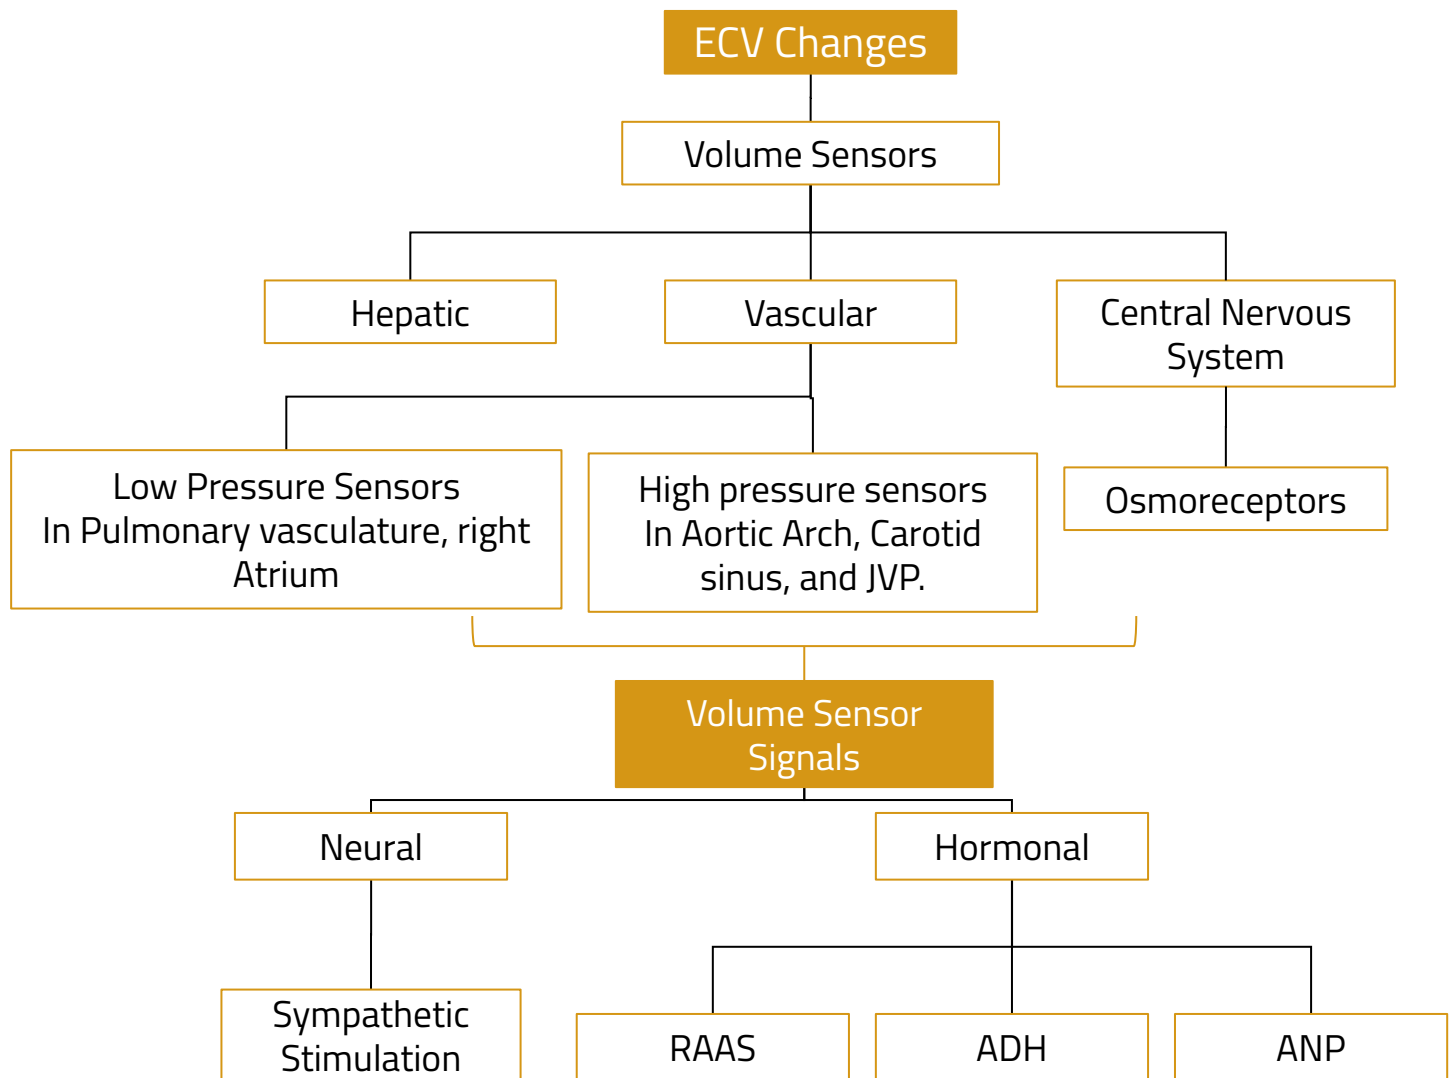 ECV Changes
Volume Sensors
Hepatic
Vascular
Central Nervous
System
Low Pressure Sensors
In Pulmonary vasculature, right
Atrium
High pressure sensors
In Aortic Arch, Carotid
sinus, and JVP.
Osmoreceptors
Volume Sensor
Signals
Neural
Hormonal
Sympathetic
Stimulation
RAAS
ADH
ANP